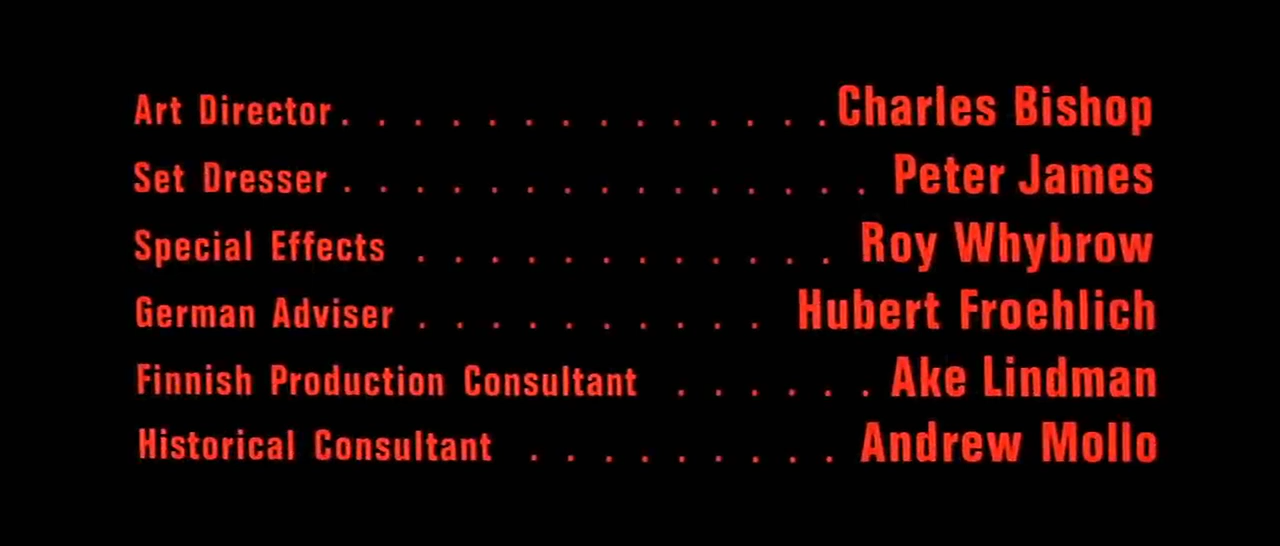 Art Director. . . . . . . . . . . . . . .Charles Bishop
Set Dresser . . . . . . . . . . . . . . . Peter James
Special Effects . . . . . . . . . . . . Roy Whybrow
German Adviser . . . . . . . . . . Hubert Froehlich
Finnish Production Consultant . . . . . . Ake Lindman
Historical Consultant . . . . . . . . . Andrew Mollo